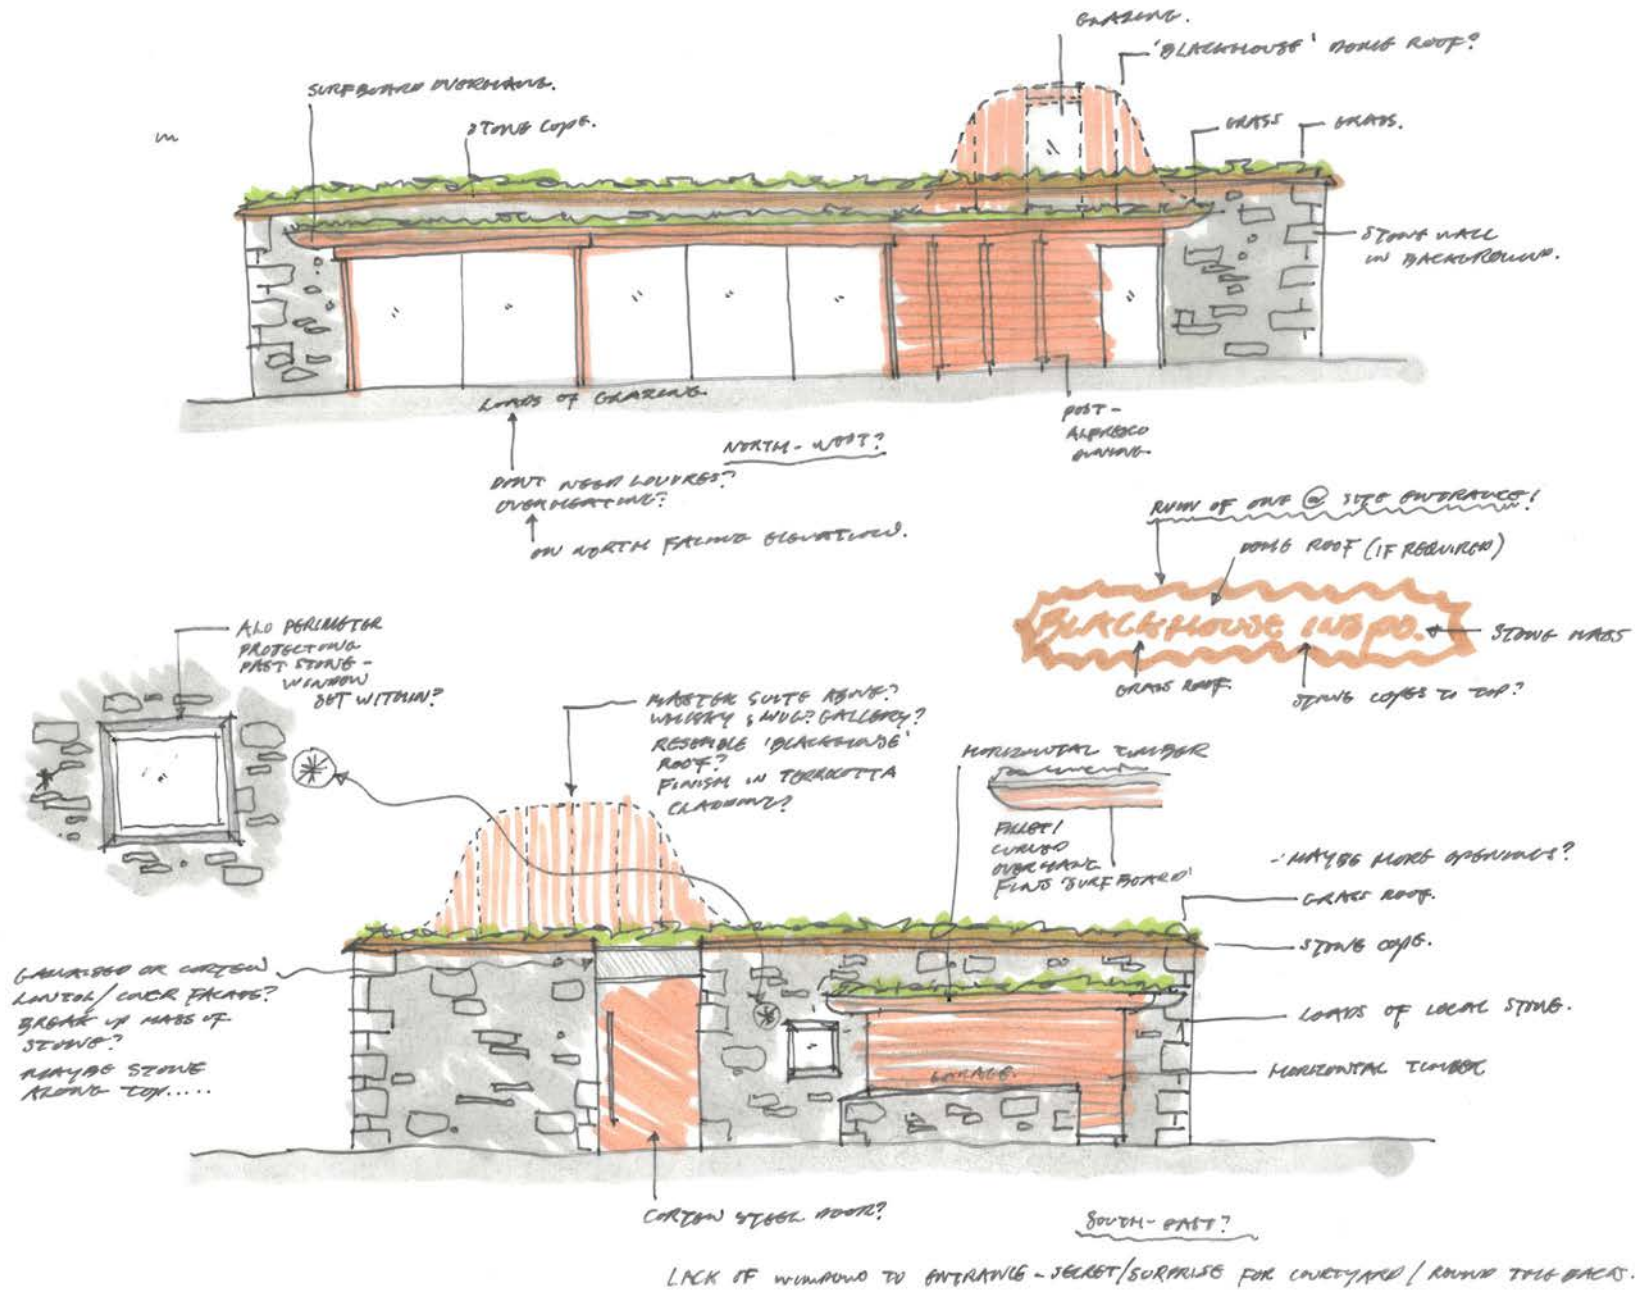 GLAZING.
'BLACKHOUSE' DOME ROOF?
SURFBOARD OVERHANG.
STONE COPE.
GRASS
GRASS.
STONE WALL
IN BACKGROUND.
LOADS OF GLAZING.
NORTH-WEST?
POST-
ALFRESCO
DINING.
DON'T NEED LOUVRES?
OVERHEATING?
ON NORTH FACING ELEVATION.
RUIN OF ONE @ SITE ENTRANCE!
DOME ROOF (IF REQUIRED)
BLACKHOUSE INSPO.
STONE MASS
GRASS ROOF.
STONE COPES TO TOP?
ALU PERIMETER
PROTECTING
PAST STONE -
WINDOW
SET WITHIN?
MASTER SUITE ABOVE?
WHISKY SNUG? GALLERY?
RESEMBLE 'BLACKHOUSE'
ROOF?
FINISH IN TERRACOTTA
CLADDING?
HORIZONTAL TIMBER
FILLET/
CURVED
OVERHANG
FINS 'SURFBOARD'
- MAYBE MORE OPENINGS?
GRASS ROOF.
STONE COPE.
GALVANISED OR CORTEN
LINTOL/OVER FACADE?
BREAK UP MASS OF
STONE?
MAYBE STONE
ALONG TOP.....
LOADS OF LOCAL STONE.
HORIZONTAL TIMBER
GARAGE.
CORTEN STEEL DOOR?
SOUTH-EAST?
LACK OF WINDOWS TO ENTRANCE - SECRET/SURPRISE FOR COURTYARD / ROUND THE BACK.